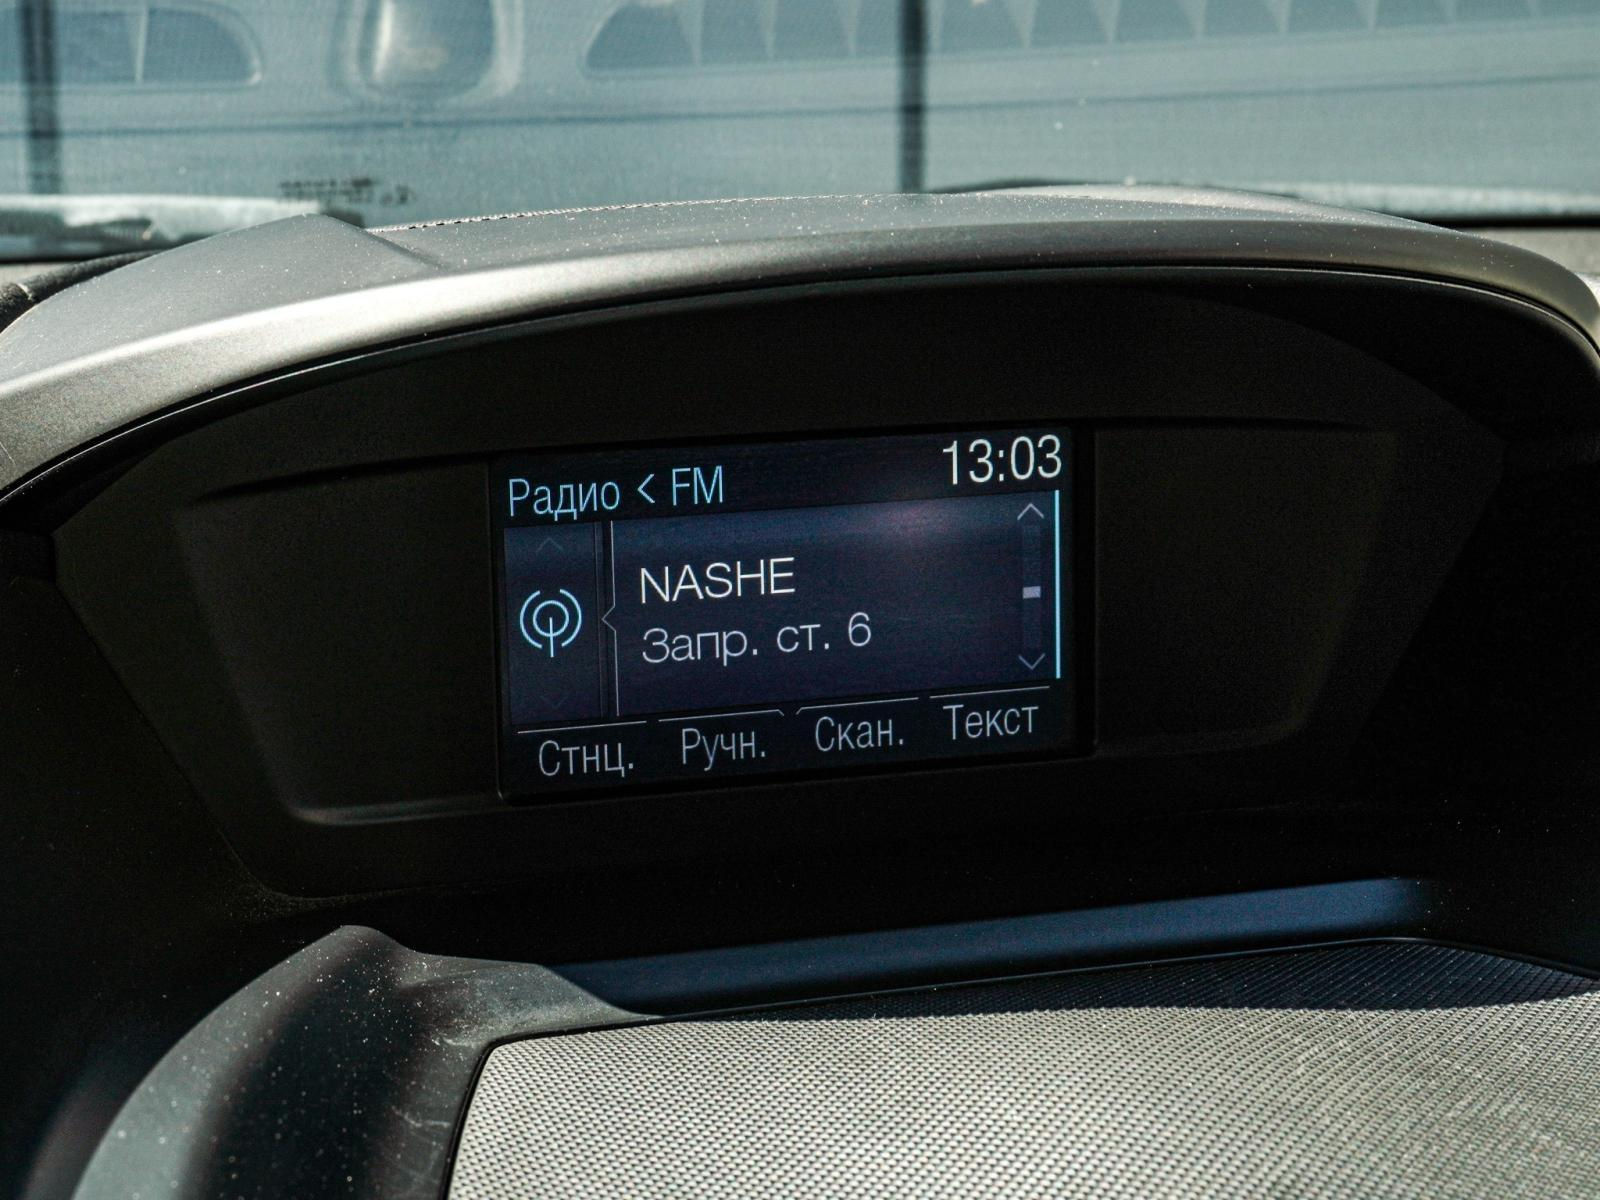 Радио < FM 13:03
NASHE
Запр. ст. 6
Стнц. Ручн. Скан. Текст